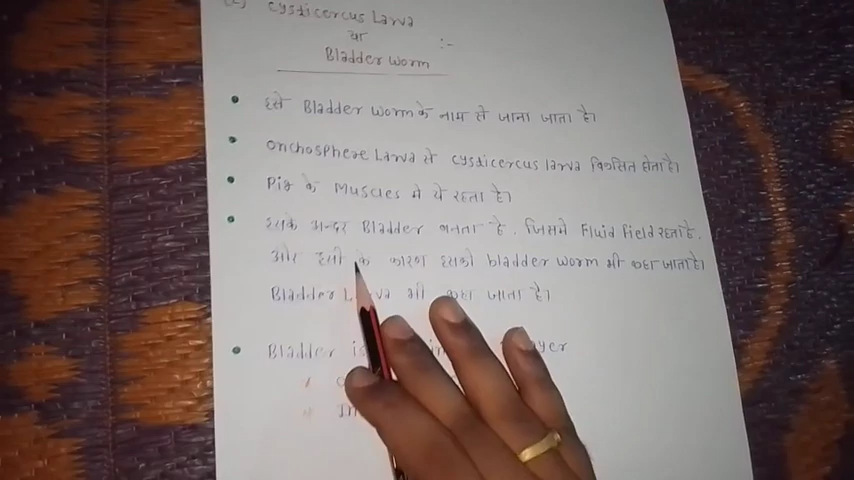 (c) Cysticercus Larva
या
Bladder Worm :-
• इसे Bladder Worm के नाम से जाना जाता है।
• Onchosphere Larva से Cysticercus larva विकसित होता है।
• Pig के Muscles मे ये रहता है।
• इसके अन्दर Bladder बनता है, जिसमे Fluid Field रहता है.
और इसी के कारण इसको bladder worm भी कहा जाता है।
Bladder भी कहा जाता है।
• Bladder